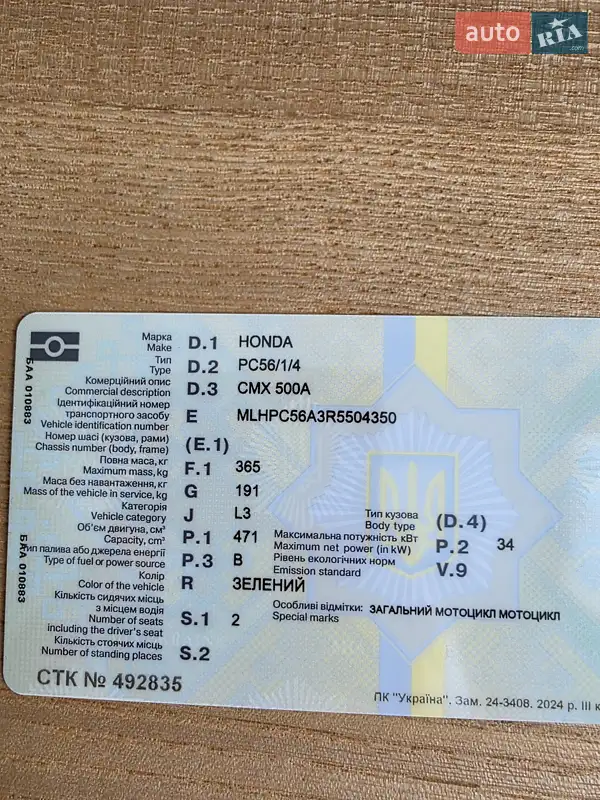 auto RIA .com
БАА 010883
Марка D.1 HONDA
Make
Тип D.2 PC56/1/4
Type
Комерційний опис D.3 CMX 500A
Commercial description
Ідентифікаційний номер
транспортного засобу E MLHPC56A3R5504350
Vehicle identification number
Номер шасі (кузова, рами) (E.1)
Chassis number (body, frame)
Повна маса, кг F.1 365
Maximum mass, kg
Маса без навантаження, кг G 191
Mass of the vehicle in service, kg
Категорія J L3
Vehicle category
Тип кузова (D.4)
Body type
Об'єм двигуна, см³ P.1 471
Capacity, cm³
Максимальна потужність кВт P.2 34
Maximum net power (in kW)
БАА 010883
Тип палива або джерела енергії P.3 B
Type of fuel or power source
Рівень екологічних норм V.9
Emission standard
Колір R ЗЕЛЕНИЙ
Color of the vehicle
Кількість сидячих місць
з місцем водія S.1 2
Number of seats
including the driver's seat
Особливі відмітки: ЗАГАЛЬНИЙ МОТОЦИКЛ МОТОЦИКЛ
Special marks
Кількість стоячих місць S.2
Number of standing places
СТК № 492835
ПК "Україна". Зам. 24-3408. 2024 р. III к